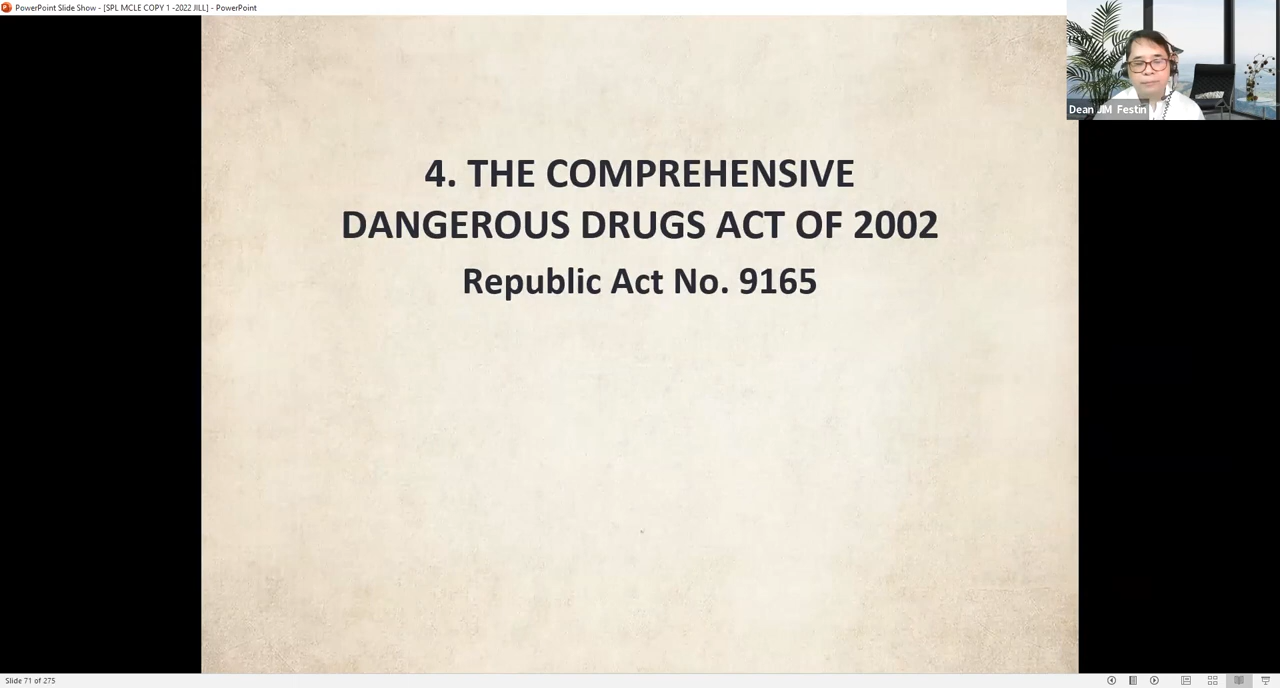 PowerPoint Slide Show - [SPL MCLE COPY 1 -2022 JILL] - PowerPoint
4. THE COMPREHENSIVE
DANGEROUS DRUGS ACT OF 2002
Republic Act No. 9165
Dean JIM Festin
Slide 71 of 275